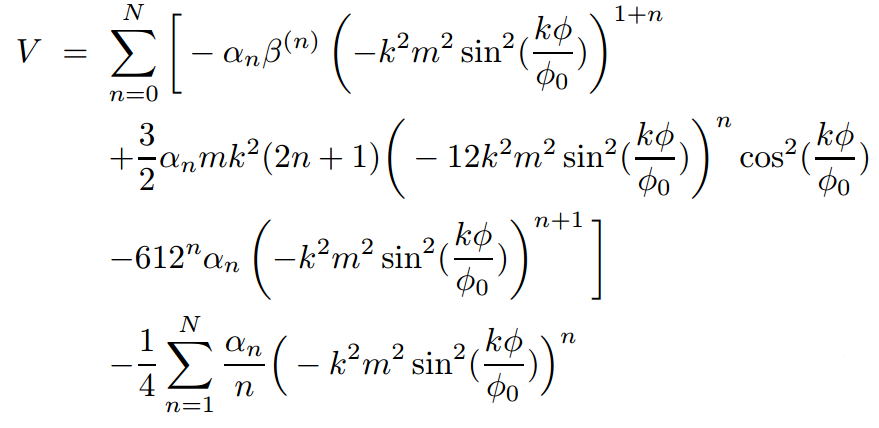 V = \sum_{n=0}^{N} \Bigg[ - \alpha_n \beta^{(n)} \left( -k^2 m^2 \sin^2(\frac{k\phi}{\phi_0}) \right)^{1+n}
+\frac{3}{2} \alpha_n m k^2 (2n+1) \Big( - 12 k^2 m^2 \sin^2(\frac{k\phi}{\phi_0}) \Big)^n \cos^2(\frac{k\phi}{\phi_0})
-612^n \alpha_n \left( -k^2 m^2 \sin^2(\frac{k\phi}{\phi_0}) \right)^{n+1} \Bigg]
-\frac{1}{4} \sum_{n=1}^{N} \frac{\alpha_n}{n} \Big( - k^2 m^2 \sin^2(\frac{k\phi}{\phi_0}) \Big)^n